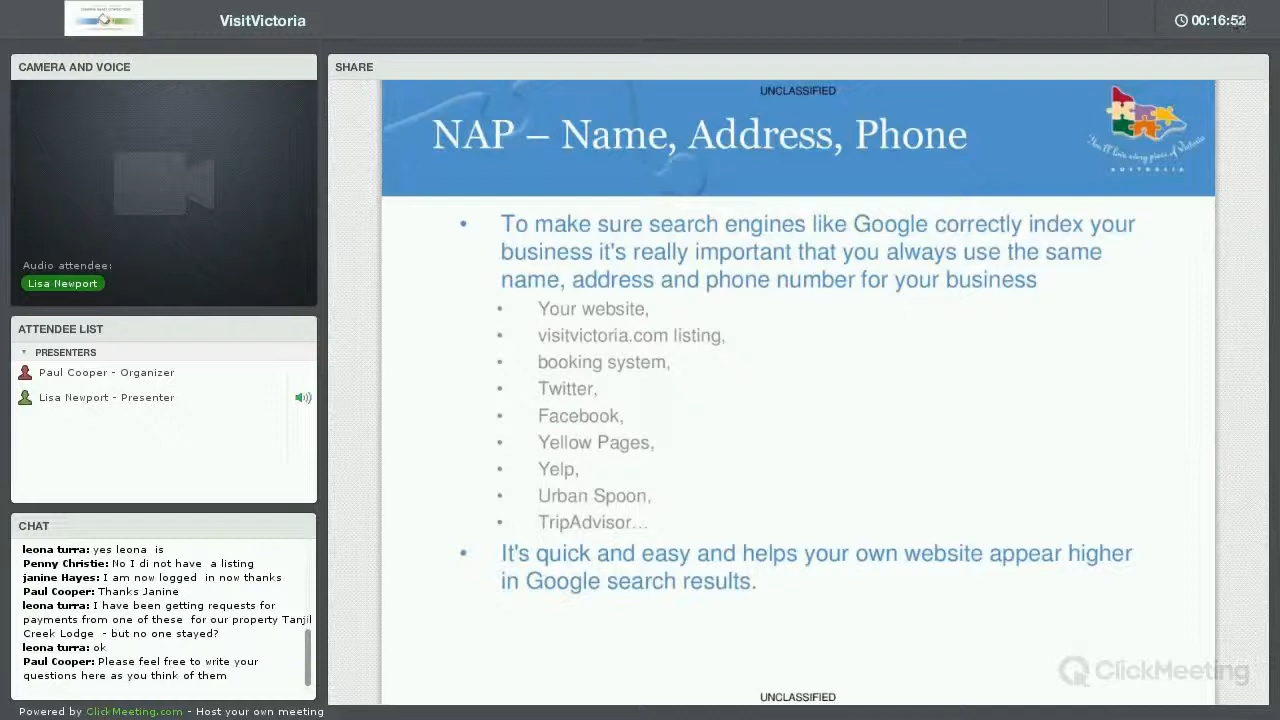 VisitVictoria
00:16:52
CAMERA AND VOICE
Audio attendee:
Lisa Newport
ATTENDEE LIST
PRESENTERS
Paul Cooper - Organizer
Lisa Newport - Presenter
CHAT
leona turra: yes leona is
Penny Christie: No I di not have a listing
janine Hayes: I am now logged in now thanks
Paul Cooper: Thanks Janine
leona turra: I have been getting requests for
payments from one of these for our property Tanjil
Creek Lodge - but no one stayed?
leona turra: ok
Paul Cooper: Please feel free to write your
questions here as you think of them
Powered by ClickMeeting.com - Host your own meeting
SHARE
UNCLASSIFIED
NAP – Name, Address, Phone
You'll love every piece of Victoria
AUSTRALIA
• To make sure search engines like Google correctly index your
business it's really important that you always use the same
name, address and phone number for your business
• Your website,
• visitvictoria.com listing,
• booking system,
• Twitter,
• Facebook,
• Yellow Pages,
• Yelp,
• Urban Spoon,
• TripAdvisor…
• It's quick and easy and helps your own website appear higher
in Google search results.
ClickMeeting
UNCLASSIFIED